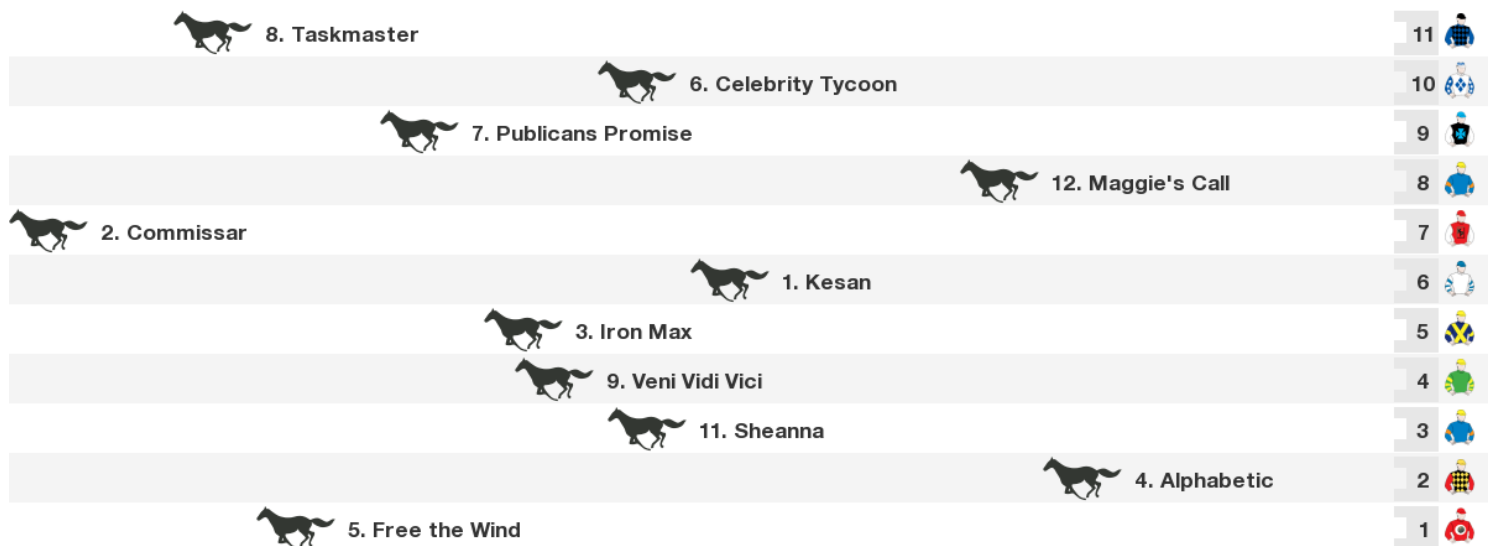 8. Taskmaster 11
6. Celebrity Tycoon 10
7. Publicans Promise 9
12. Maggie's Call 8
2. Commissar 7
1. Kesan 6
3. Iron Max 5
9. Veni Vidi Vici 4
11. Sheanna 3
4. Alphabetic 2
5. Free the Wind 1